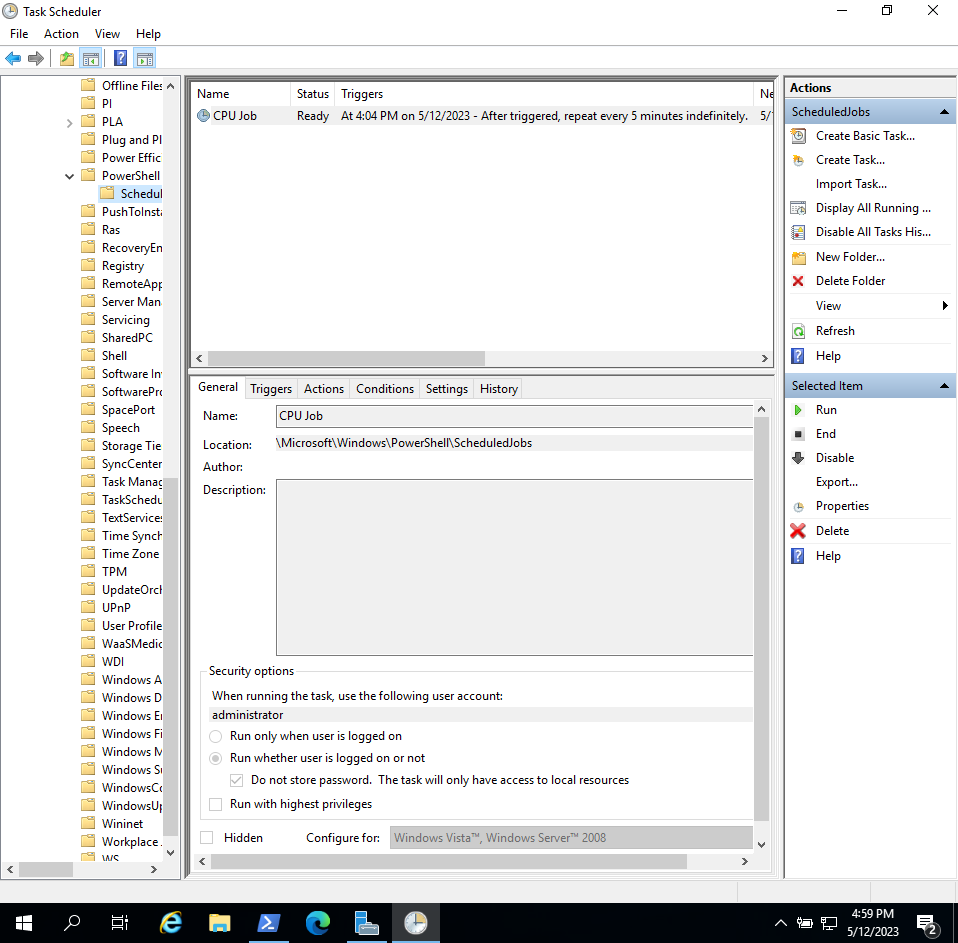 Task Scheduler
File Action View Help
Offline Files
PI
PLA
Plug and Pl
Power Effic
PowerShell
Schedul
PushToInsta
Ras
RecoveryEn
Registry
RemoteApp
Server Man
Servicing
SharedPC
Shell
Software In
SoftwarePro
SpacePort
Speech
Storage Tie
SyncCenter
Task Manag
TaskSchedu
TextServices
Time Synch
Time Zone
TPM
UpdateOrch
UPnP
User Profile
WaaSMedic
WDI
Windows A
Windows D
Windows Er
Windows Fi
Windows M
Windows Su
WindowsCo
WindowsUp
Wininet
Workplace
WS
Name Status Triggers Ne
CPU Job Ready At 4:04 PM on 5/12/2023 - After triggered, repeat every 5 minutes indefinitely. 5/1
General Triggers Actions Conditions Settings History
Name: CPU Job
Location: \Microsoft\Windows\PowerShell\ScheduledJobs
Author:
Description:
Security options
When running the task, use the following user account:
administrator
Run only when user is logged on
Run whether user is logged on or not
Do not store password. The task will only have access to local resources
Run with highest privileges
Hidden Configure for: Windows Vista™, Windows Server™ 2008
Actions
ScheduledJobs
Create Basic Task...
Create Task...
Import Task...
Display All Running ...
Disable All Tasks His...
New Folder...
Delete Folder
View
Refresh
Help
Selected Item
Run
End
Disable
Export...
Properties
Delete
Help
4:59 PM
5/12/2023
2